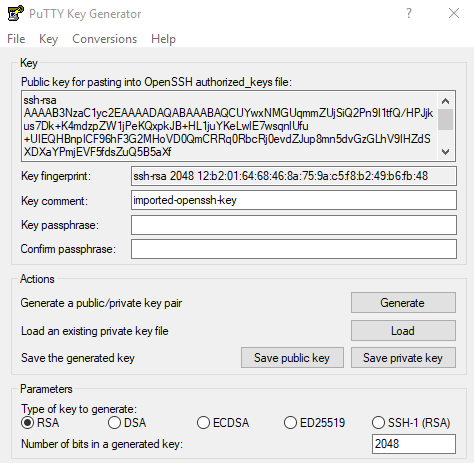 PuTTY Key Generator
File Key Conversions Help
Key
Public key for pasting into OpenSSH authorized_keys file:
ssh-rsa
AAAAB3NzaC1yc2EAAAADAQABAAABAQCUYwxNMGUqmmZUjSiQ2Pn9I1tfQ/HPJjk
us7Dk+K4mdzpZW1jPeKQxpkJB+HL1juYKeLwlE7wsqnlUfu
+UIEQHBnplCF96hF3G2MHoVD0QmCRRq0RbcRj0evdZJup8mn5dvGzGLhV9IHZdS
XDXaYPmjEVF5fdsZuQ5B5aXf
Key fingerprint: ssh-rsa 2048 12:b2:01:64:68:46:8a:75:9a:c5:f8:b2:49:b6:fb:48
Key comment: imported-openssh-key
Key passphrase:
Confirm passphrase:
Actions
Generate a public/private key pair Generate
Load an existing private key file Load
Save the generated key Save public key Save private key
Parameters
Type of key to generate:
RSA DSA ECDSA ED25519 SSH-1 (RSA)
Number of bits in a generated key: 2048